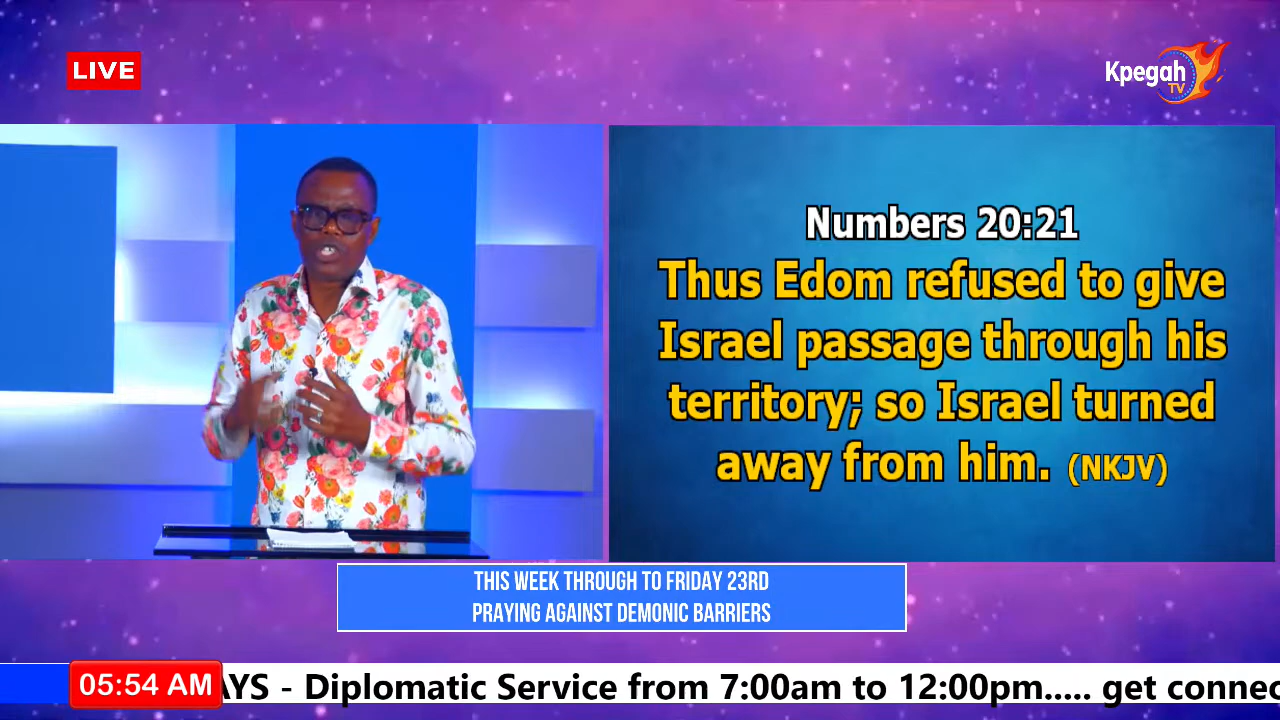 LIVE
Kpegah
TV
Numbers 20:21
Thus Edom refused to give
Israel passage through his
territory; so Israel turned
away from him. (NKJV)
THIS WEEK THROUGH TO FRIDAY 23RD
PRAYING AGAINST DEMONIC BARRIERS
05:54 AM AYS - Diplomatic Service from 7:00am to 12:00pm..... get connec